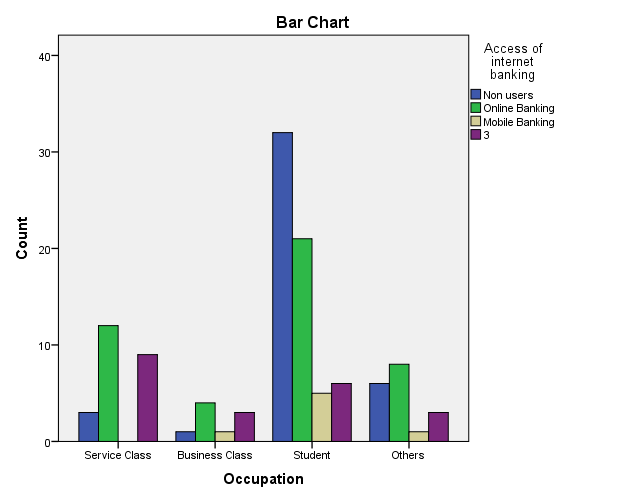 Bar Chart
Access of
internet
banking
Non users
Online Banking
Mobile Banking
3
40
30
20
10
0
Count
Service Class
Business Class
Student
Others
Occupation